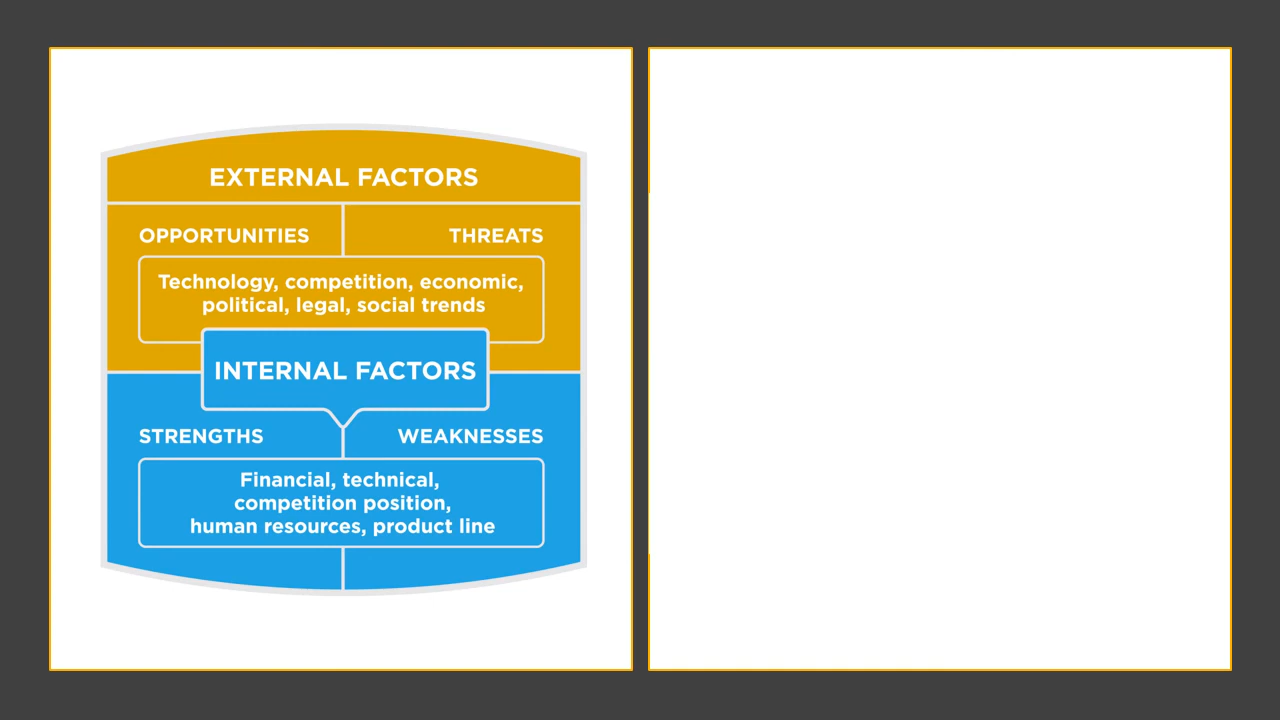 EXTERNAL FACTORS
OPPORTUNITIES
THREATS
Technology, competition, economic,
political, legal, social trends
INTERNAL FACTORS
STRENGTHS
WEAKNESSES
Financial, technical,
competition position,
human resources, product line